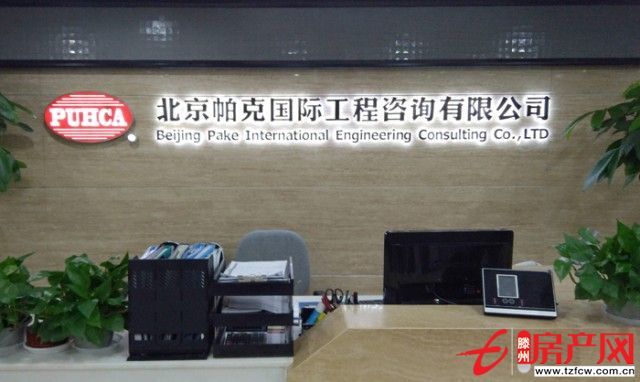 PUHCA
北京帕克国际工程咨询有限公司
Beijing Pake International Engineering Consulting Co.,LTD
滕州
房产网
www.tzfcw.com.cn